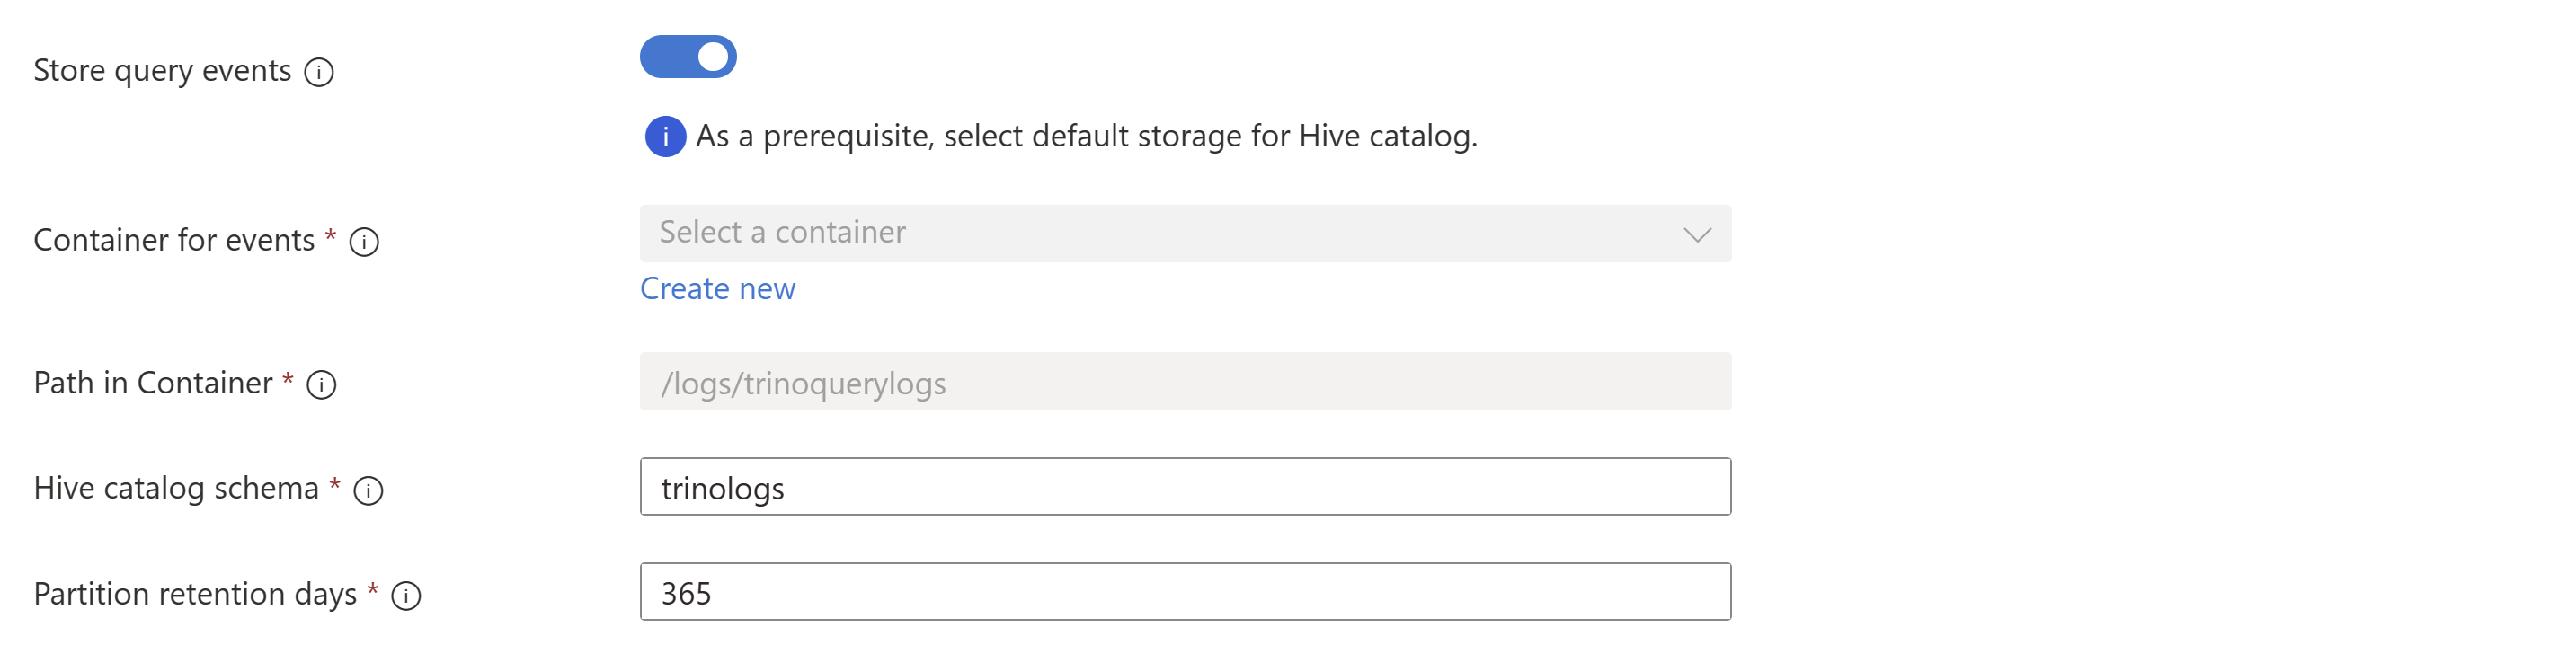 Store query events
As a prerequisite, select default storage for Hive catalog.
Container for events *
Select a container
Create new
Path in Container *
/logs/trinoquerylogs
Hive catalog schema *
trinologs
Partition retention days *
365